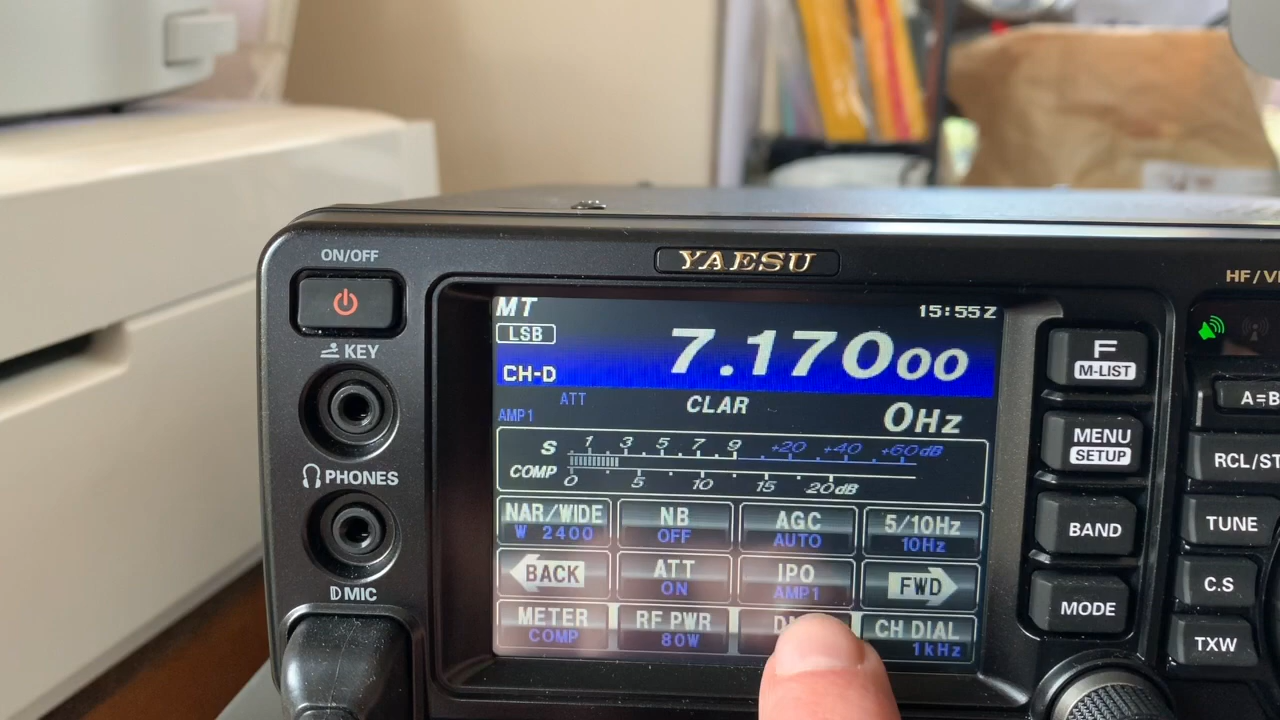 ON/OFF
YAESU
HF/V
MT
15:55Z
LSB
7.17000
CH-D
KEY
F
M-LIST
ATT
AMP1
CLAR
0Hz
A=B
S 1 3 5 7 9 +20 +40 +60dB
COMP 0 5 10 15 20dB
MENU
SETUP
RCL/ST
PHONES
NAR/WIDE NB AGC 5/10Hz
W 2400 OFF AUTO 10Hz
BAND
TUNE
BACK ATT IPO FWD
ON AMP1
MIC
MODE
C.S
METER RF PWR CH DIAL
COMP 80W 1kHz
TXW